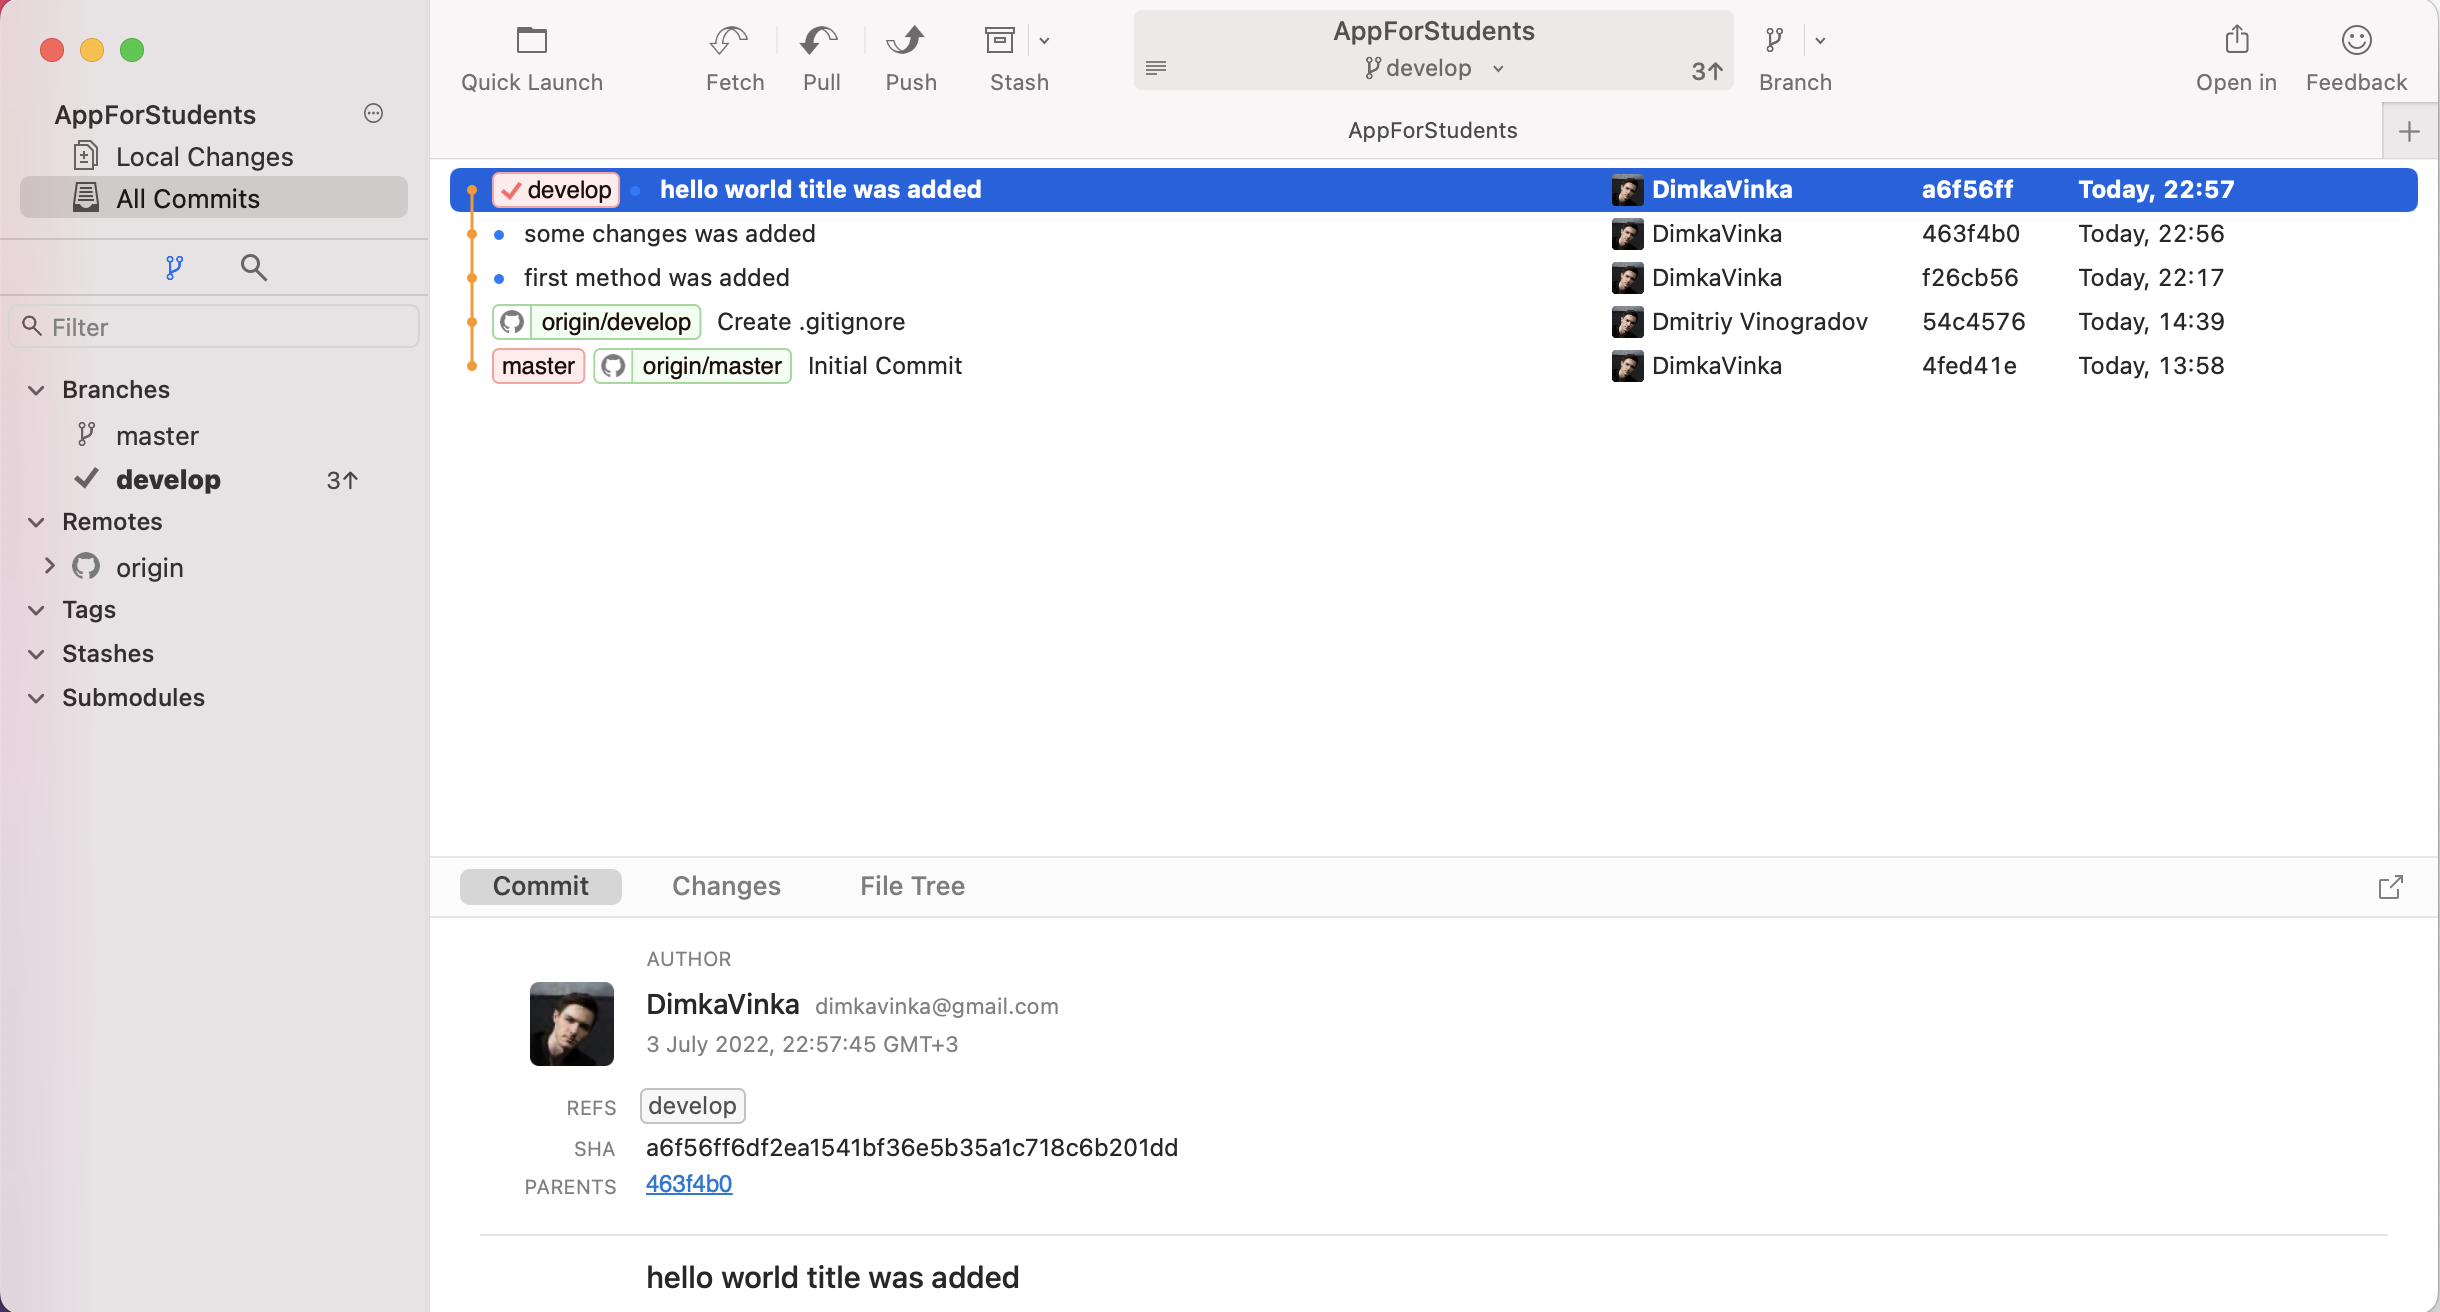 Quick Launch
Fetch
Pull
Push
Stash
AppForStudents
develop
3↑
Branch
Open in
Feedback
AppForStudents
AppForStudents
Local Changes
All Commits
Filter
Branches
master
develop 3↑
Remotes
origin
Tags
Stashes
Submodules
develop hello world title was added DimkaVinka a6f56ff Today, 22:57
some changes was added DimkaVinka 463f4b0 Today, 22:56
first method was added DimkaVinka f26cb56 Today, 22:17
origin/develop Create .gitignore Dmitriy Vinogradov 54c4576 Today, 14:39
master origin/master Initial Commit DimkaVinka 4fed41e Today, 13:58
Commit Changes File Tree
AUTHOR
DimkaVinka dimkavinka@gmail.com
3 July 2022, 22:57:45 GMT+3
REFS develop
SHA a6f56ff6df2ea1541bf36e5b35a1c718c6b201dd
PARENTS 463f4b0
hello world title was added